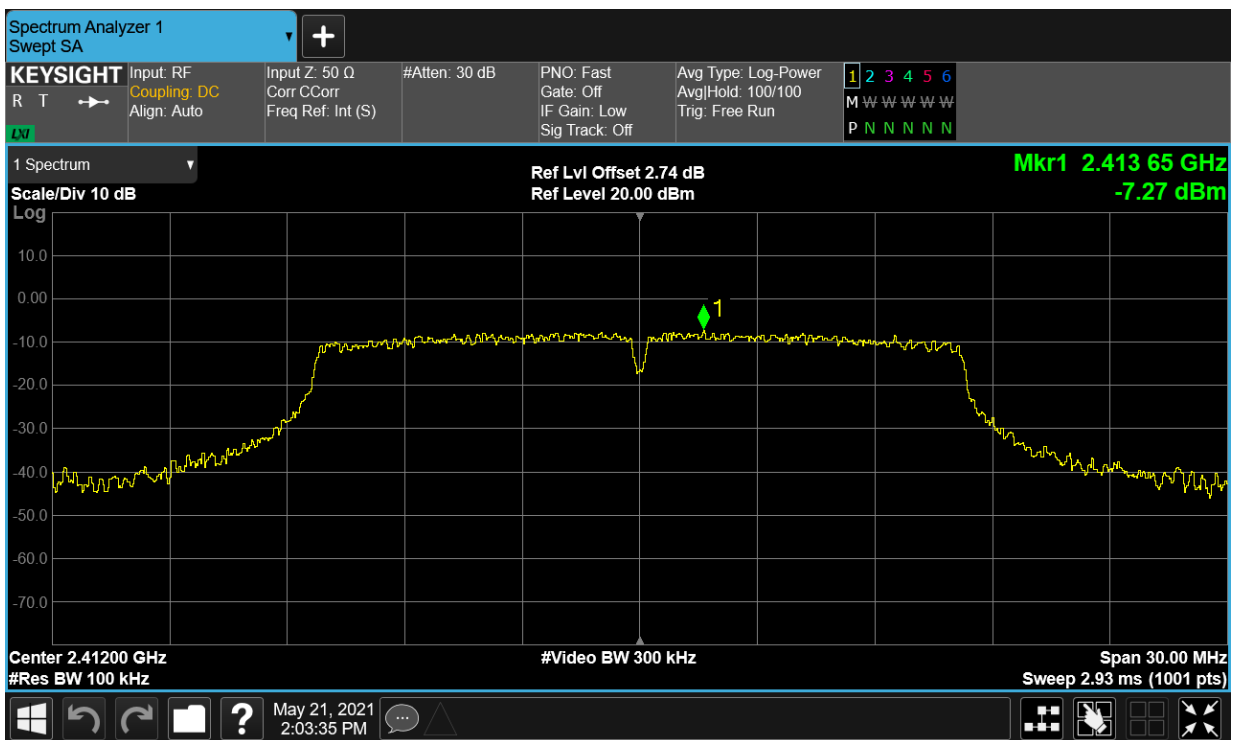 Spectrum Analyzer 1
Swept SA
▼
+
KEYSIGHT
R T
LXI
Input: RF
Coupling: DC
Align: Auto
Input Z: 50 Ω
Corr CCorr
Freq Ref: Int (S)
#Atten: 30 dB
PNO: Fast
Gate: Off
IF Gain: Low
Sig Track: Off
Avg Type: Log-Power
Avg|Hold: 100/100
Trig: Free Run
1 2 3 4 5 6
M W W W W W
P N N N N N
1 Spectrum
Scale/Div 10 dB
Ref Lvl Offset 2.74 dB
Ref Level 20.00 dBm
Mkr1 2.413 65 GHz
-7.27 dBm
Log
10.0
0.00
-10.0
-20.0
-30.0
-40.0
-50.0
-60.0
-70.0
1
Center 2.41200 GHz
#Res BW 100 kHz
#Video BW 300 kHz
Span 30.00 MHz
Sweep 2.93 ms (1001 pts)
?
May 21, 2021
2:03:35 PM